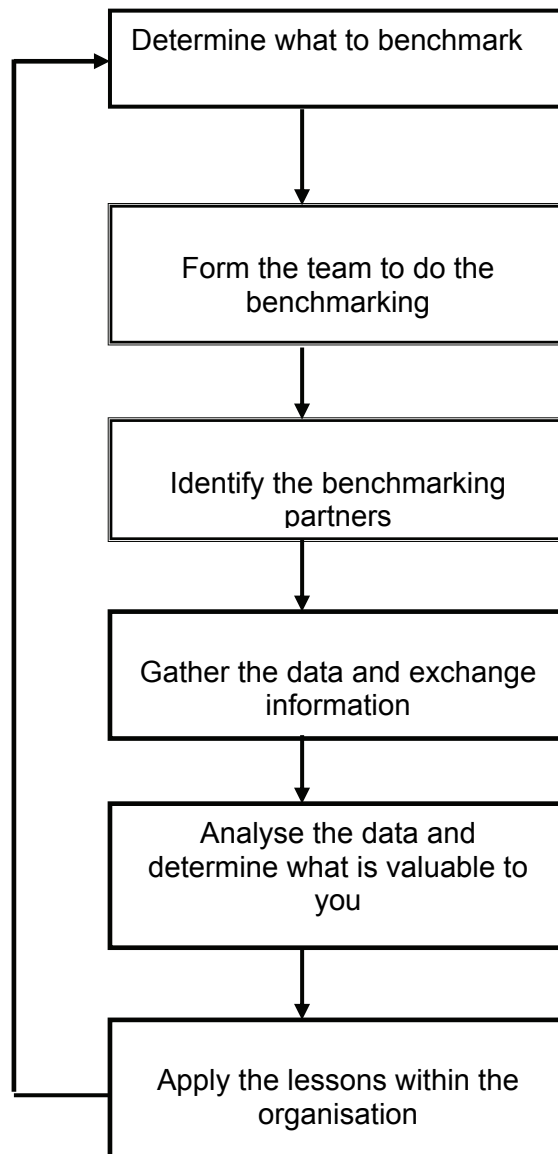 Determine what to benchmark
Form the team to do the
benchmarking
Identify the benchmarking
partners
Gather the data and exchange
information
Analyse the data and
determine what is valuable to
you
Apply the lessons within the
organisation